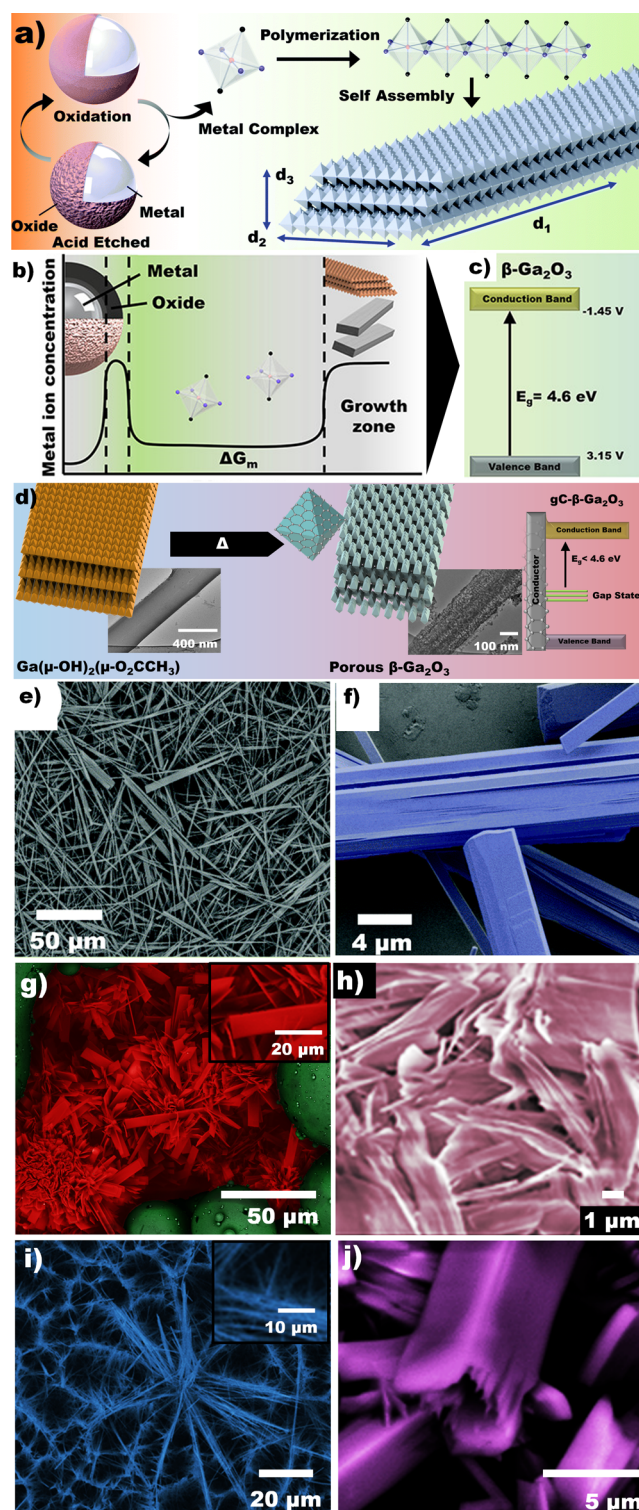 a)
Polymerization
Oxidation
Metal Complex
Self Assembly
Oxide
Metal
Acid Etched
d₃
d₂
d₁
b)
Metal ion concentration
Metal
Oxide
ΔGₘ
Growth
zone
c)
β-Ga₂O₃
Conduction Band
-1.45 V
E_g= 4.6 eV
3.15 V
Valence Band
d)
Δ
400 nm
Ga(μ-OH)₂(μ-O₂CCH₃)
100 nm
Porous β-Ga₂O₃
gC-β-Ga₂O₃
Conductor
Conduction Band
E_g< 4.6 eV
Gap State
Valence Band
e)
50 μm
f)
4 μm
g)
20 μm
50 μm
h)
1 μm
i)
10 μm
20 μm
j)
5 μm